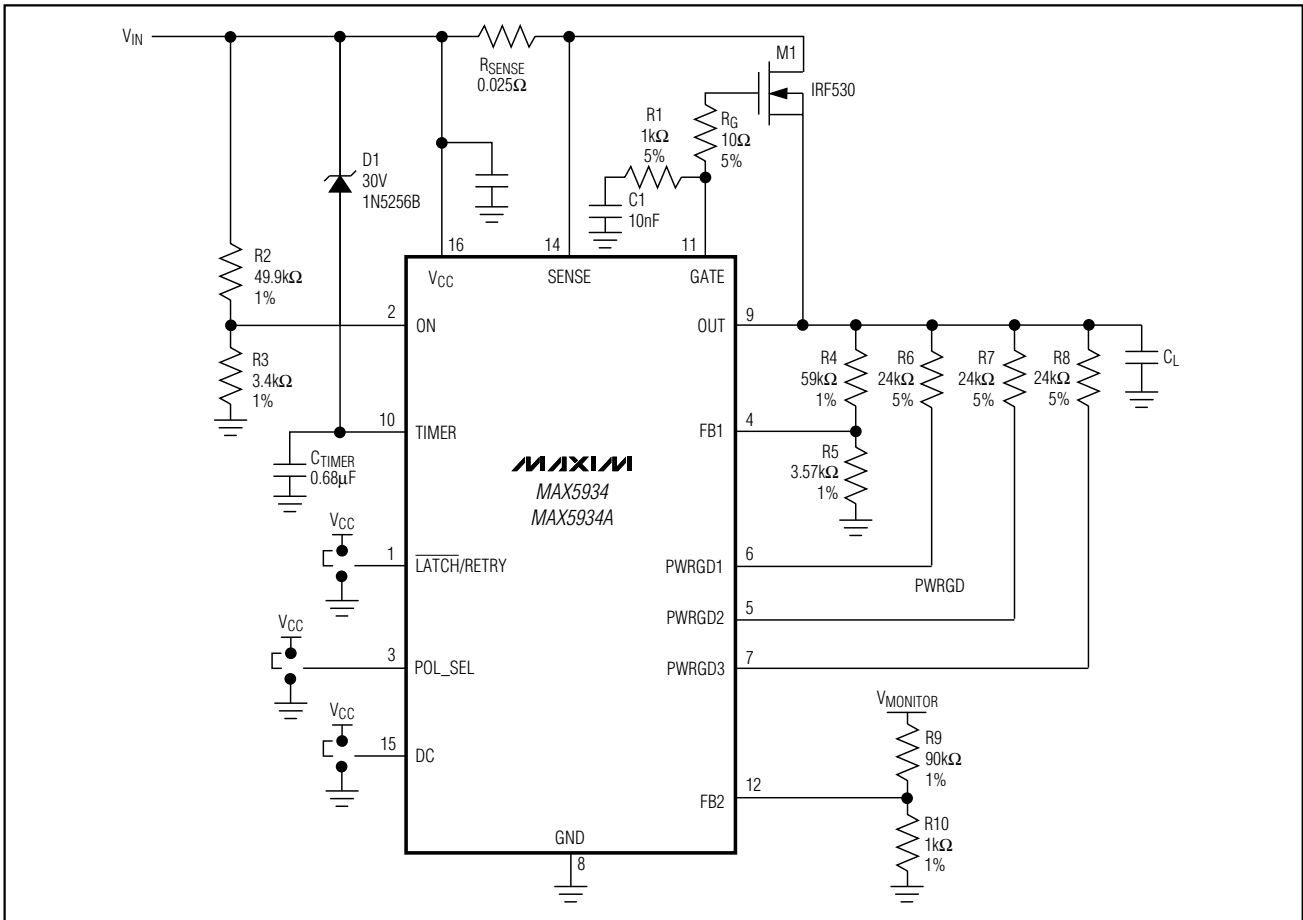 VIN
RSENSE
0.025Ω
M1
IRF530
R1
1kΩ
5%
RG
10Ω
5%
D1
30V
1N5256B
C1
10nF
16
14
11
R2
49.9kΩ
1%
VCC
SENSE
GATE
2
ON
OUT
9
R3
3.4kΩ
1%
R4
59kΩ
1%
R6
24kΩ
5%
R7
24kΩ
5%
R8
24kΩ
5%
CL
10
TIMER
FB1
4
CTIMER
0.68µF
R5
3.57kΩ
1%
MAXIM
MAX5934
MAX5934A
VCC
1
LATCH/RETRY
PWRGD1
6
PWRGD
PWRGD2
5
VCC
3
POL_SEL
PWRGD3
7
VMONITOR
VCC
15
DC
R9
90kΩ
1%
FB2
12
R10
1kΩ
1%
GND
8